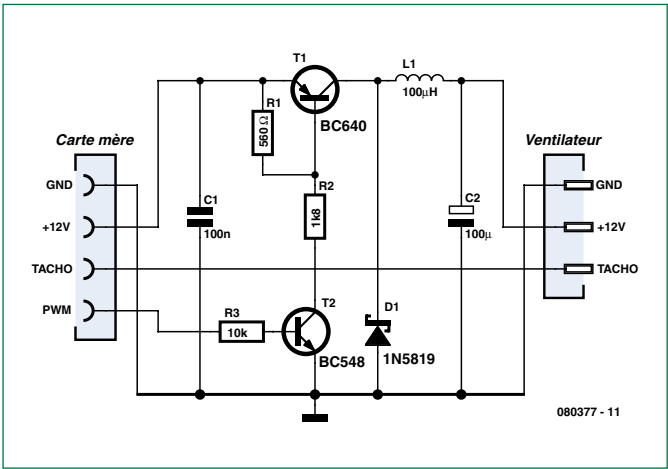 T1
L1
100µH
R1
560 Ω
BC640
Carte mère
Ventilateur
GND
R2
1k8
GND
C1
100n
C2
100µ
+12V
+12V
TACHO
TACHO
PWM
R3
10k
T2
BC548
D1
1N5819
080377 - 11